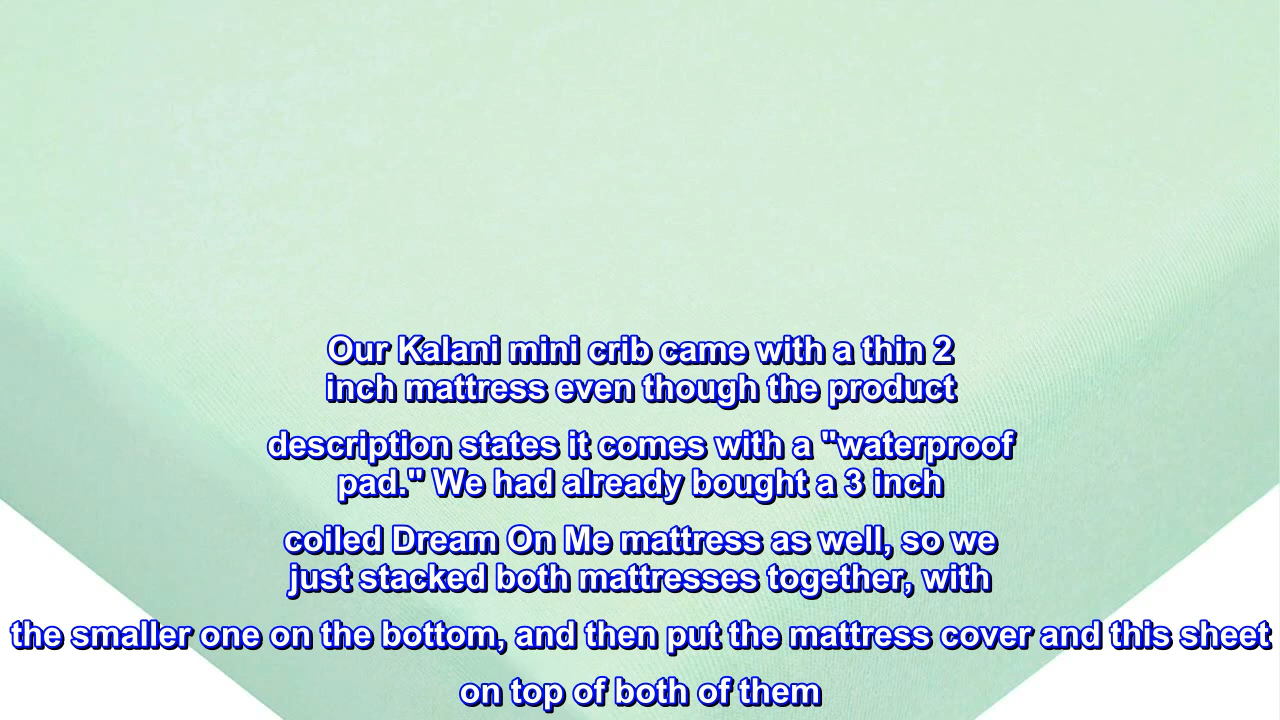 Our Kalani mini crib came with a thin 2
inch mattress even though the product
description states it comes with a "waterproof
pad." We had already bought a 3 inch
coiled Dream On Me mattress as well, so we
just stacked both mattresses together, with
the smaller one on the bottom, and then put the mattress cover and this sheet
on top of both of them